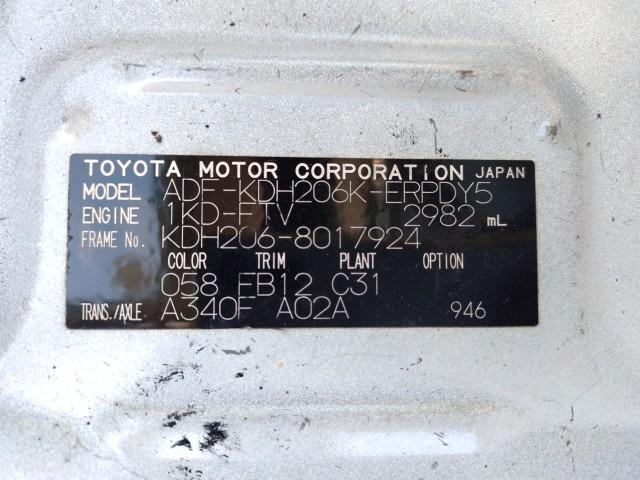 TOYOTA MOTOR CORPORATION JAPAN
MODEL ADF-KDH206K-ERPDY5
ENGINE 1KD-FTV 2982 mL
FRAME No. KDH206-8017924
COLOR TRIM PLANT OPTION
058 FB12 C31
TRANS./AXLE A340F A02A 946